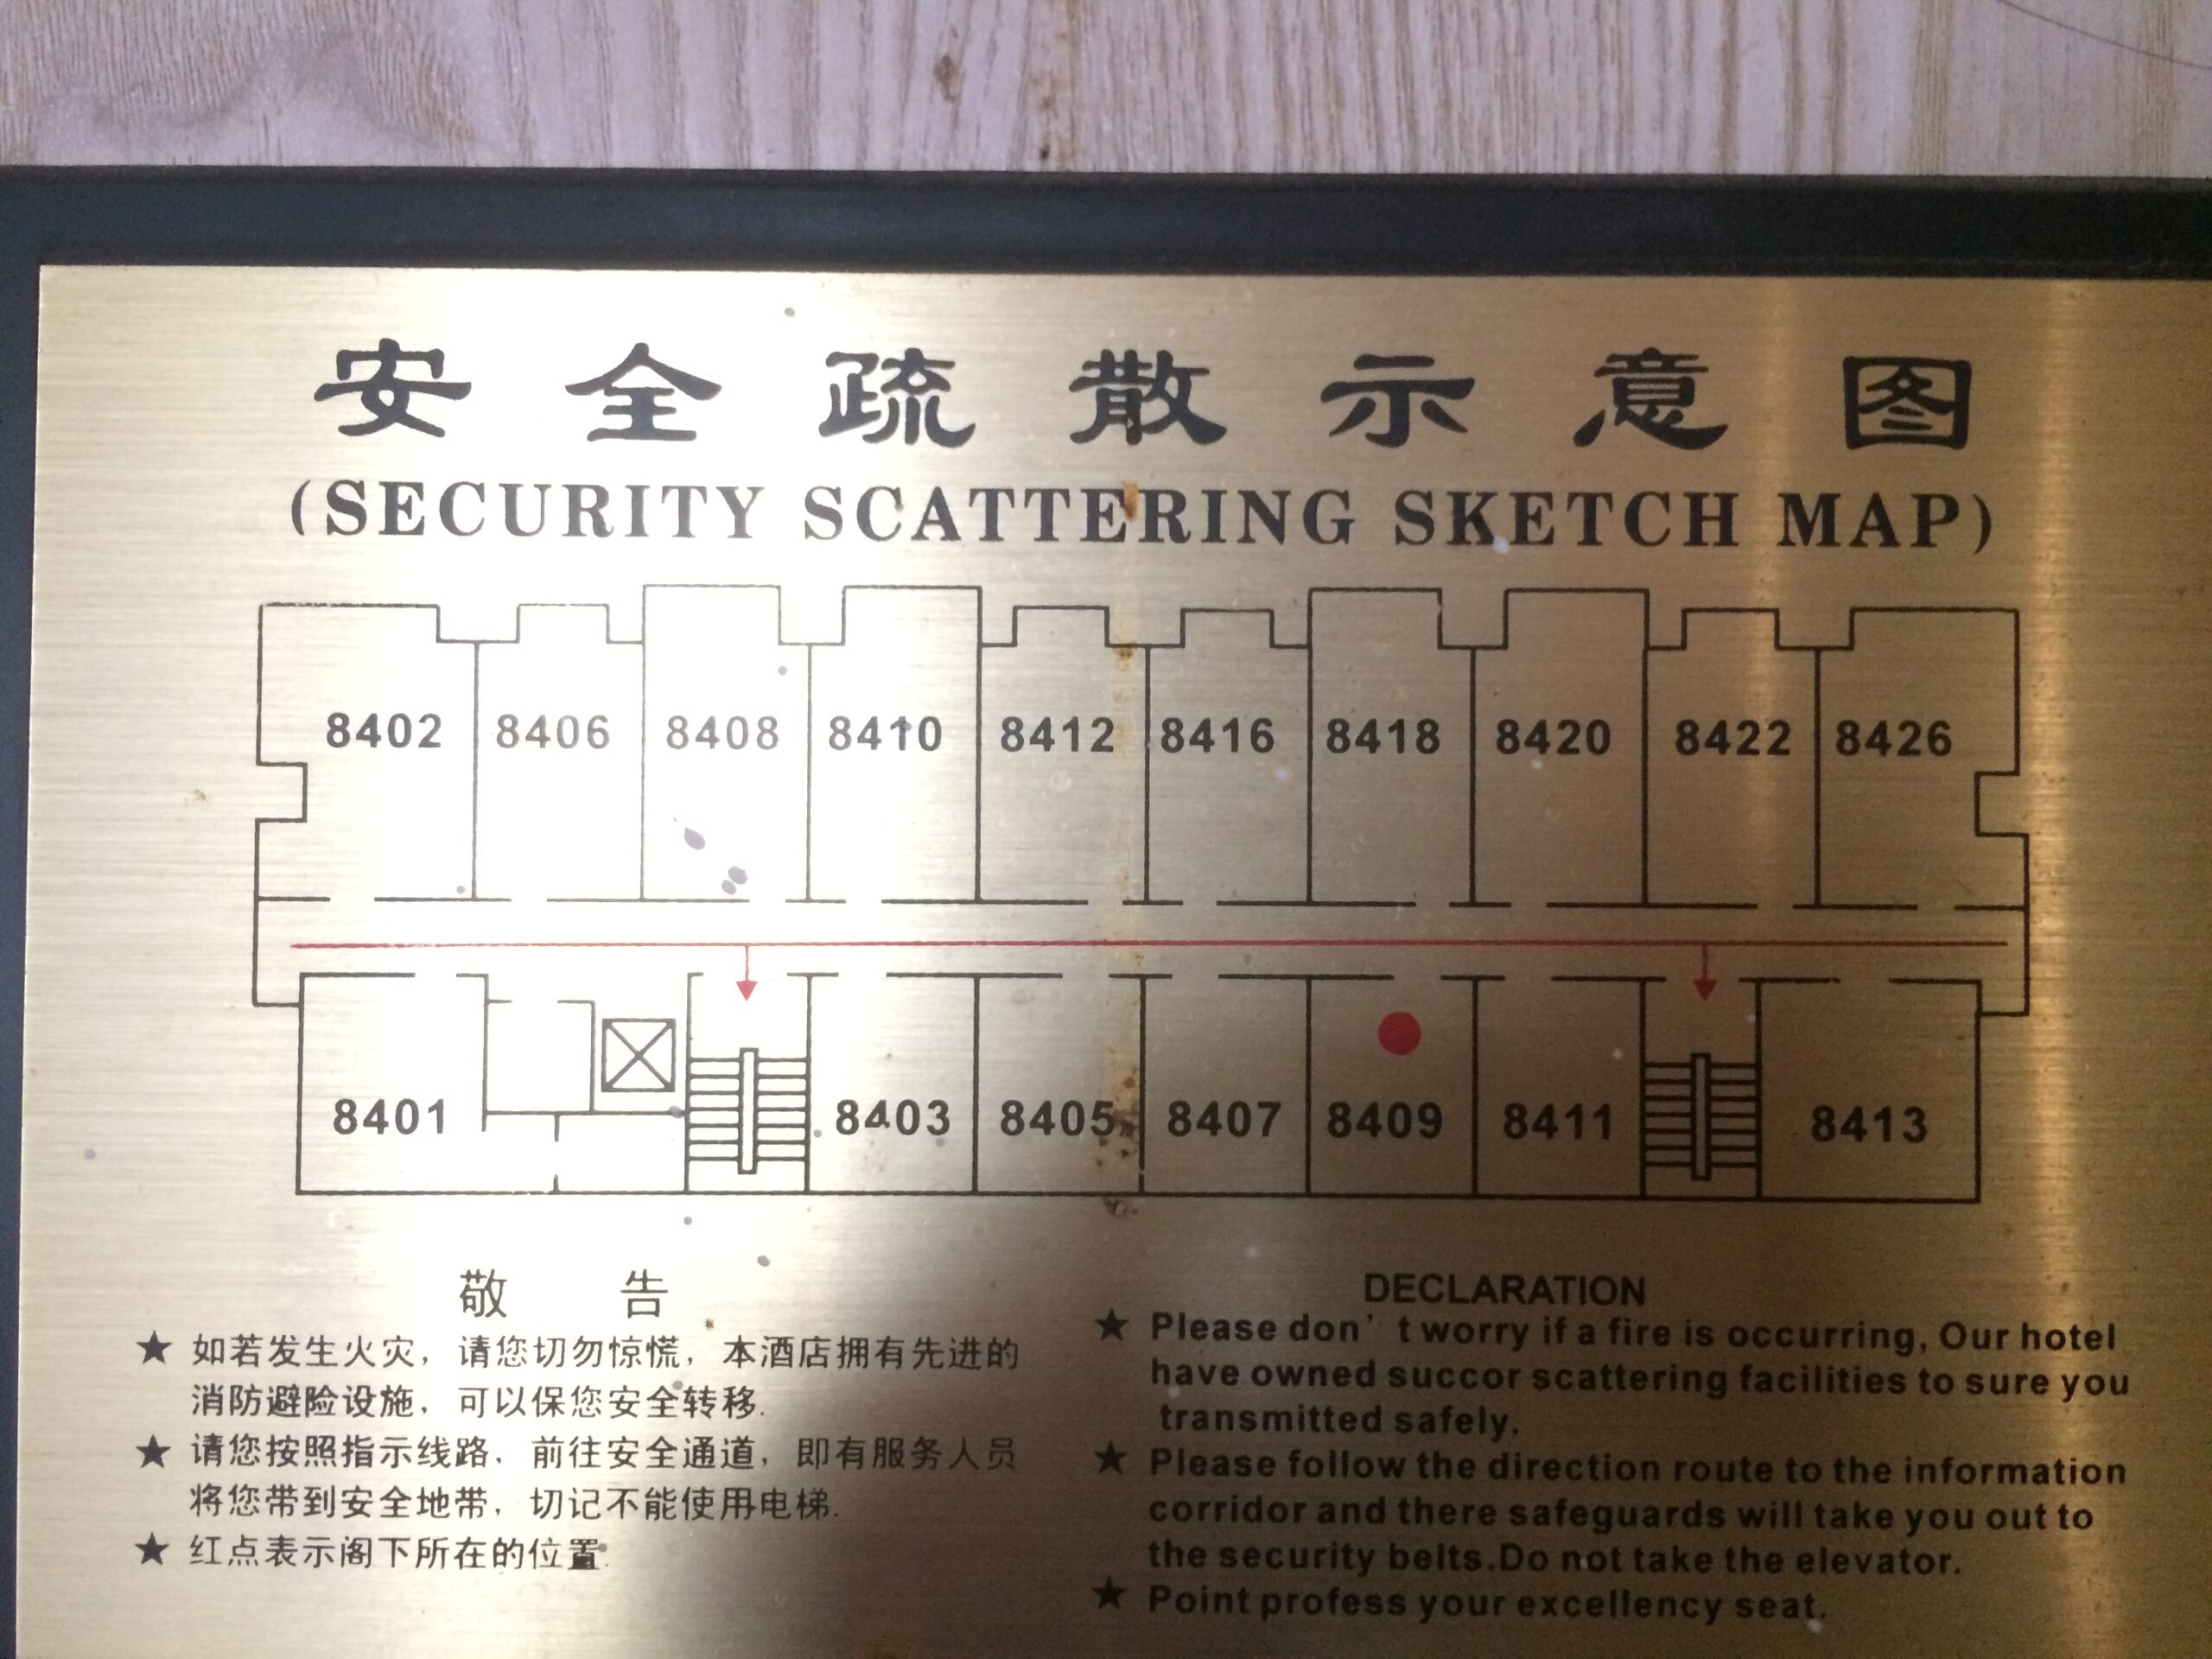 安全疏散示意图
(SECURITY SCATTERING SKETCH MAP)
8402 8406 8408 8410 8412 8416 8418 8420 8422 8426
8401 8403 8405 8407 8409 8411 8413
敬 告
★ 如若发生火灾，请您切勿惊慌，本酒店拥有先进的
消防避险设施，可以保您安全转移.
★ 请您按照指示线路，前往安全通道，即有服务人员
将您带到安全地带，切记不能使用电梯.
★ 红点表示阁下所在的位置.
DECLARATION
★ Please don't worry if a fire is occurring, Our hotel
have owned succor scattering facilities to sure you
transmitted safely.
★ Please follow the direction route to the information
corridor and there safeguards will take you out to
the security belts.Do not take the elevator.
★ Point profess your excellency seat.